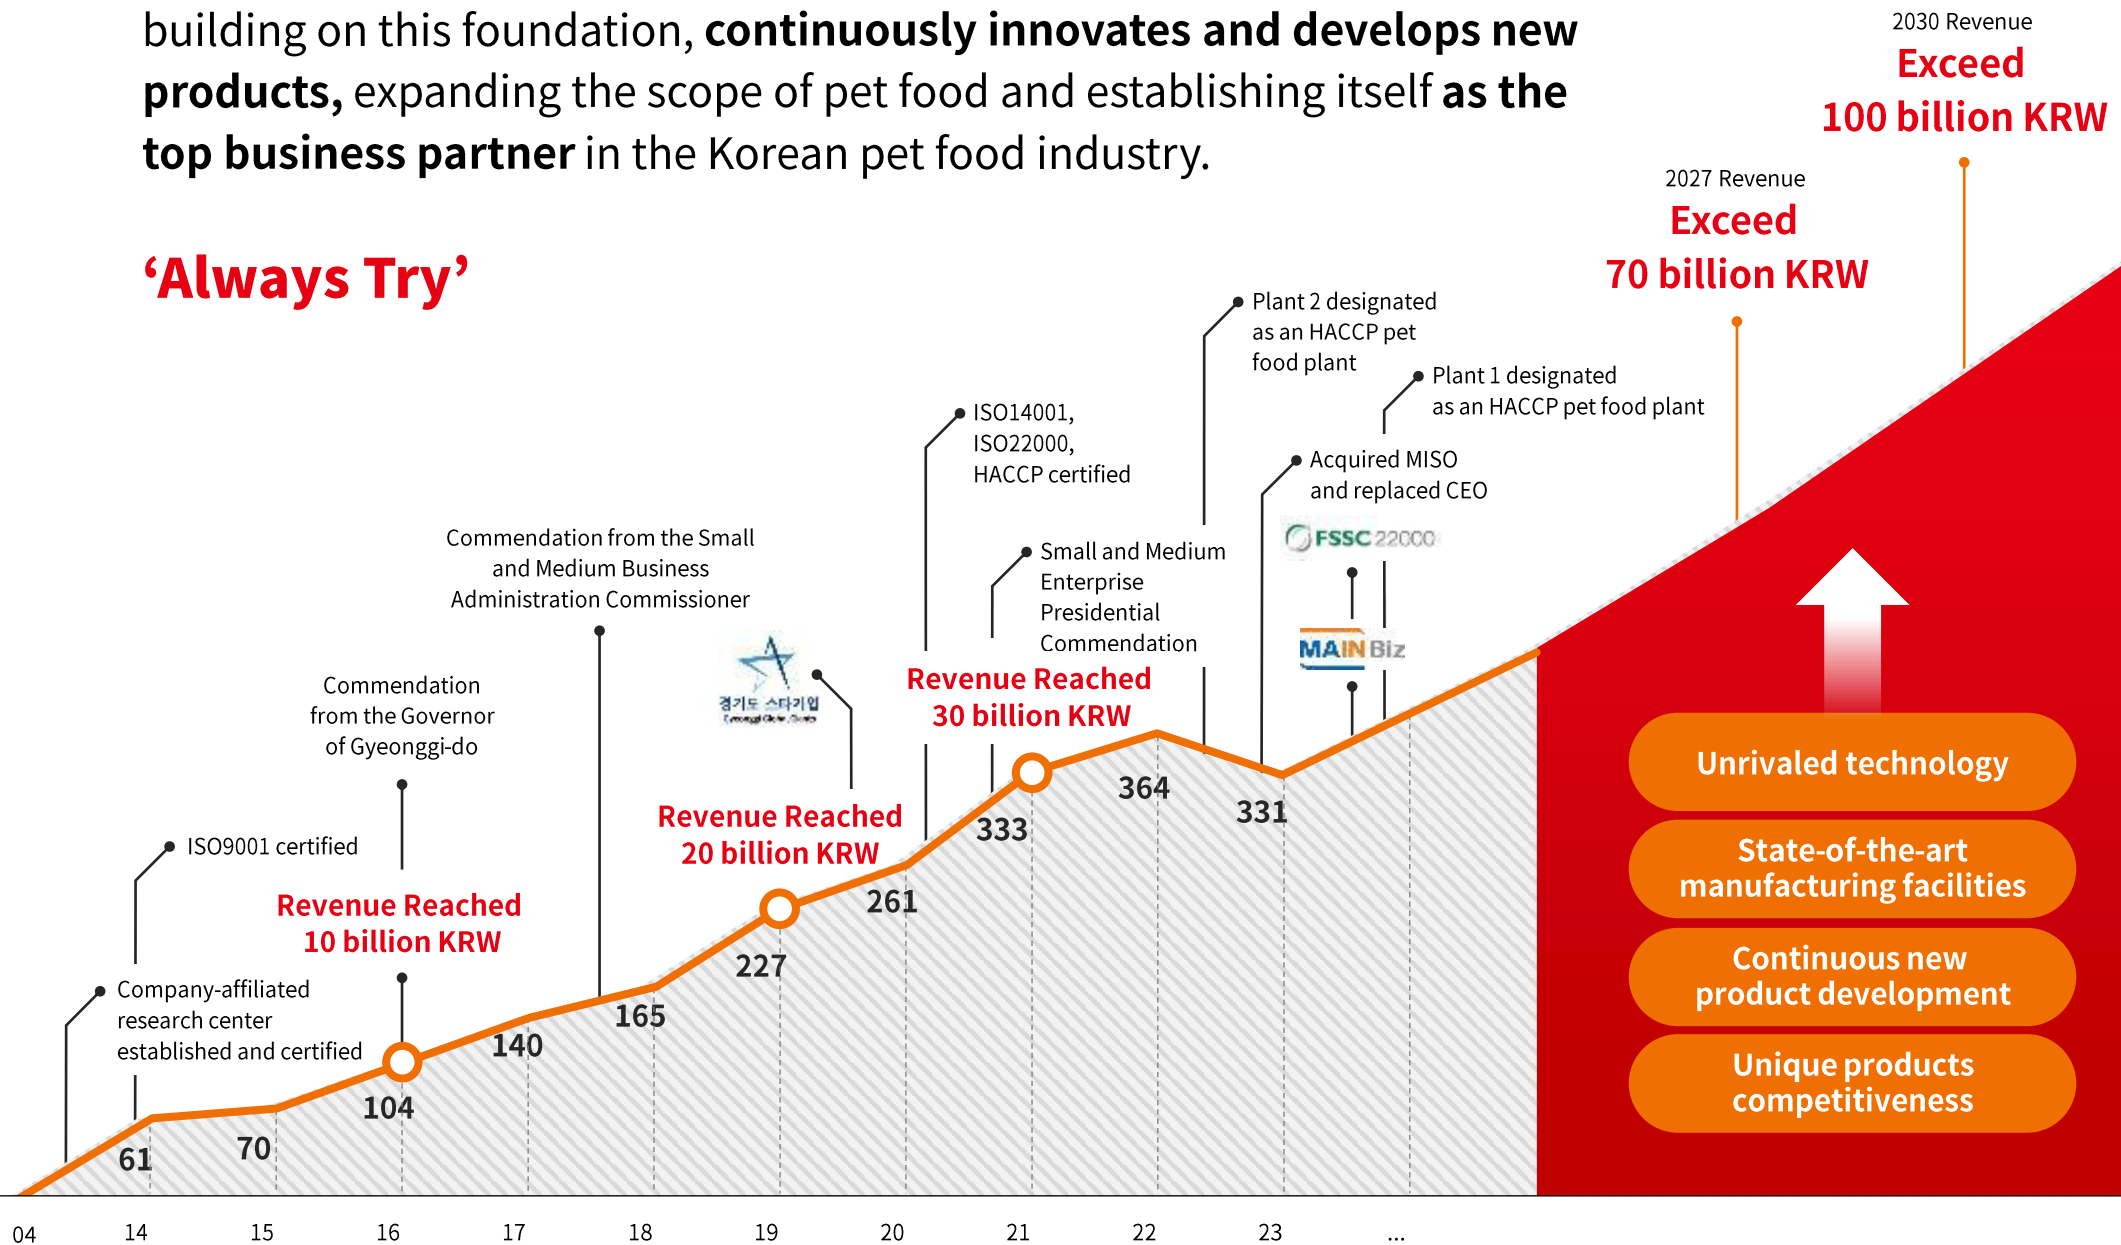 building on this foundation, continuously innovates and develops new
products, expanding the scope of pet food and establishing itself as the
top business partner in the Korean pet food industry.
‘Always Try’
2030 Revenue
Exceed
100 billion KRW
2027 Revenue
Exceed
70 billion KRW
Plant 2 designated
as an HACCP pet
food plant
Plant 1 designated
as an HACCP pet food plant
ISO14001,
ISO22000,
HACCP certified
Acquired MISO
and replaced CEO
FSSC 22000
MAIN Biz
Small and Medium
Enterprise
Presidential
Commendation
Revenue Reached
30 billion KRW
Commendation from the Small
and Medium Business
Administration Commissioner
경기도 스타기업
Revenue Reached
20 billion KRW
Commendation
from the Governor
of Gyeonggi-do
Revenue Reached
10 billion KRW
ISO9001 certified
Company-affiliated
research center
established and certified
61
70
104
140
165
227
261
333
364
331
Unrivaled technology
State-of-the-art
manufacturing facilities
Continuous new
product development
Unique products
competitiveness
04 14 15 16 17 18 19 20 21 22 23 ...